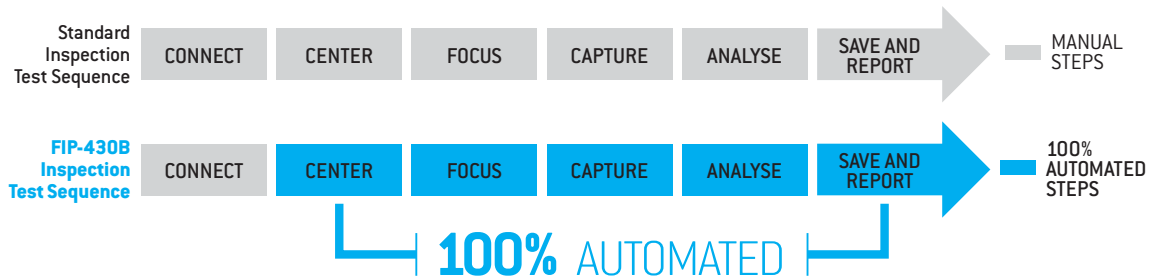 Standard
Inspection
Test Sequence
CONNECT
CENTER
FOCUS
CAPTURE
ANALYSE
SAVE AND
REPORT
MANUAL
STEPS
FIP-430B
Inspection
Test Sequence
CONNECT
CENTER
FOCUS
CAPTURE
ANALYSE
SAVE AND
REPORT
100%
AUTOMATED
STEPS
100% AUTOMATED